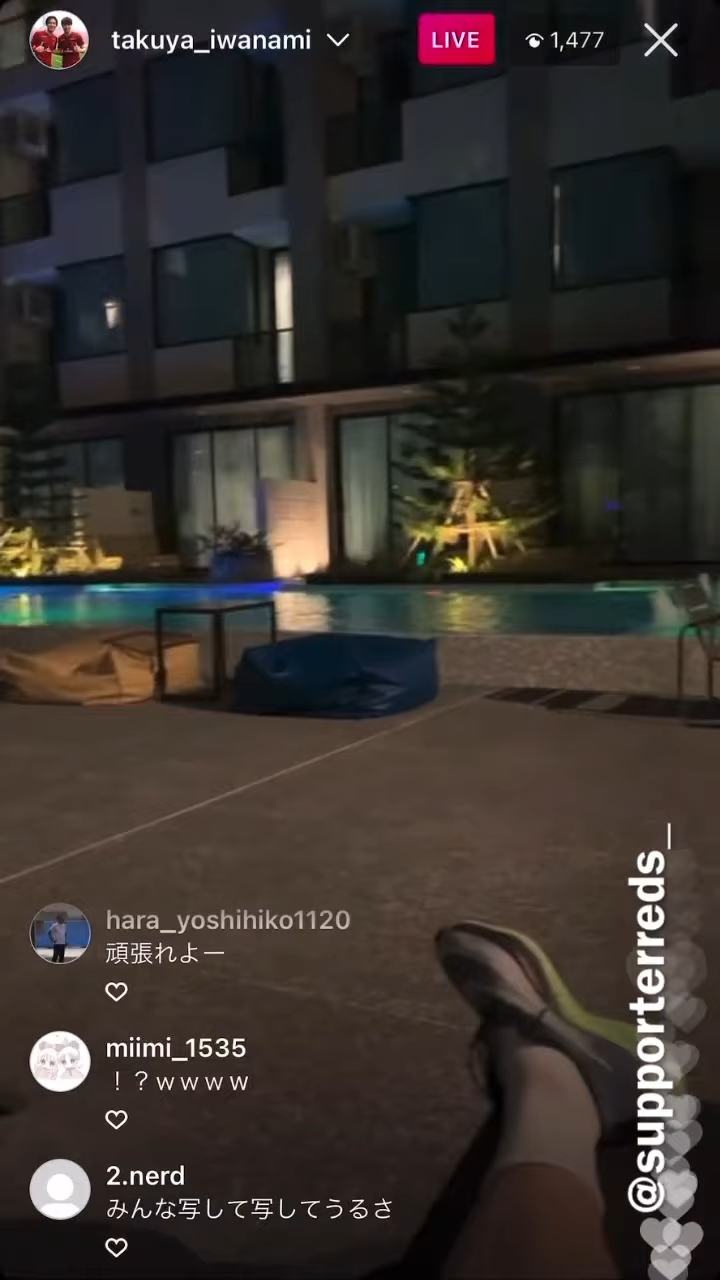 takuya_iwanami
LIVE
1,477
hara_yoshihiko1120
頑張れよー
miimi_1535
！？ｗｗｗｗ
2.nerd
みんな写して写してうるさ
@supporterreds_